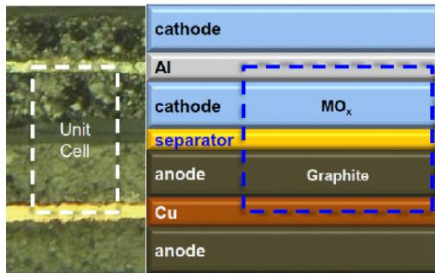 cathode
Al
cathode MOx
Unit
Cell
separator
anode Graphite
Cu
anode